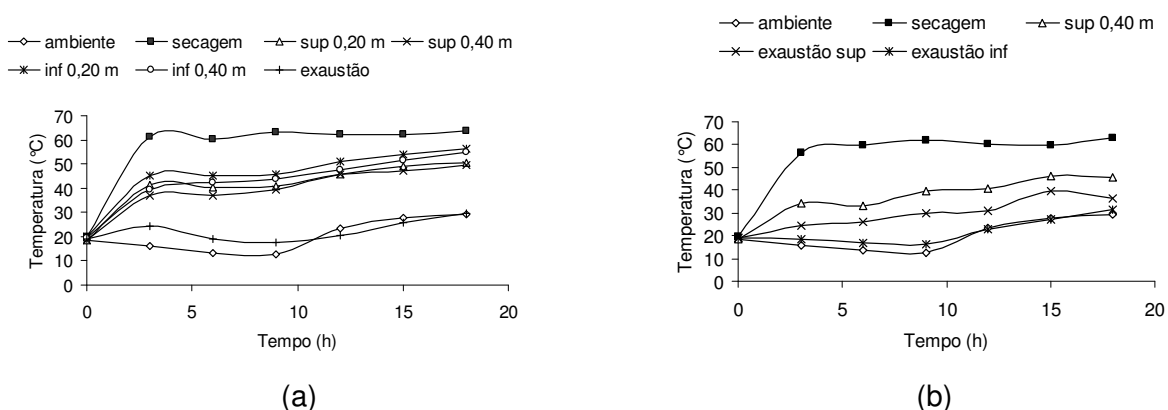 (a)
ambiente secagem sup 0,20 m sup 0,40 m
inf 0,20 m inf 0,40 m exaustão
Temperatura (°C)
70
60
50
40
30
20
10
0
0 5 10 15 20
Tempo (h)
(a)
(b)
ambiente secagem sup 0,40 m
exaustão sup exaustão inf
Temperatura (°C)
70
60
50
40
30
20
10
0
0 5 10 15 20
Tempo (h)
(b)